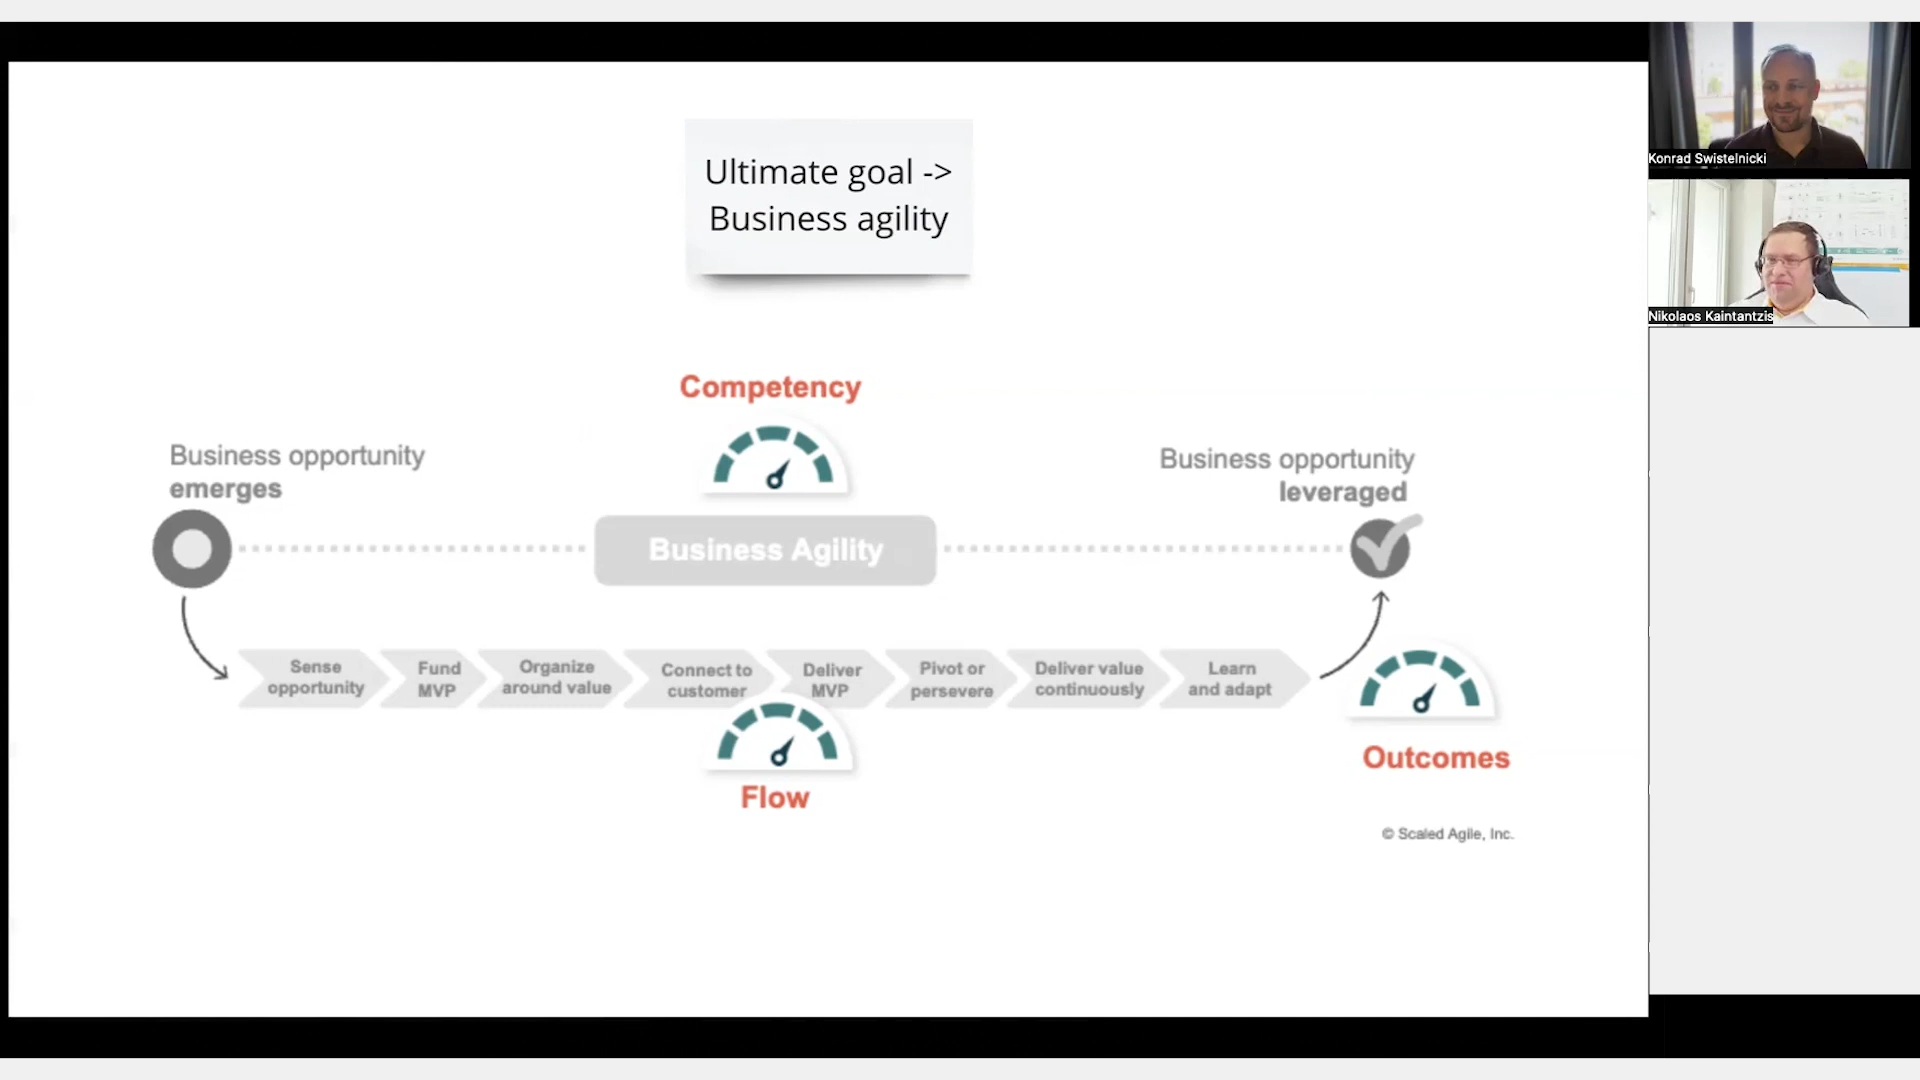 Ultimate goal ->
Business agility
Competency
Business opportunity
emerges
Business opportunity
leveraged
Business Agility
Sense
opportunity
Fund
MVP
Organize
around value
Connect to
customer
Deliver
MVP
Pivot or
persevere
Deliver value
continuously
Learn
and adapt
Flow
Outcomes
© Scaled Agile, Inc.
Konrad Swistelnicki
Nikolaos Kaintantzis